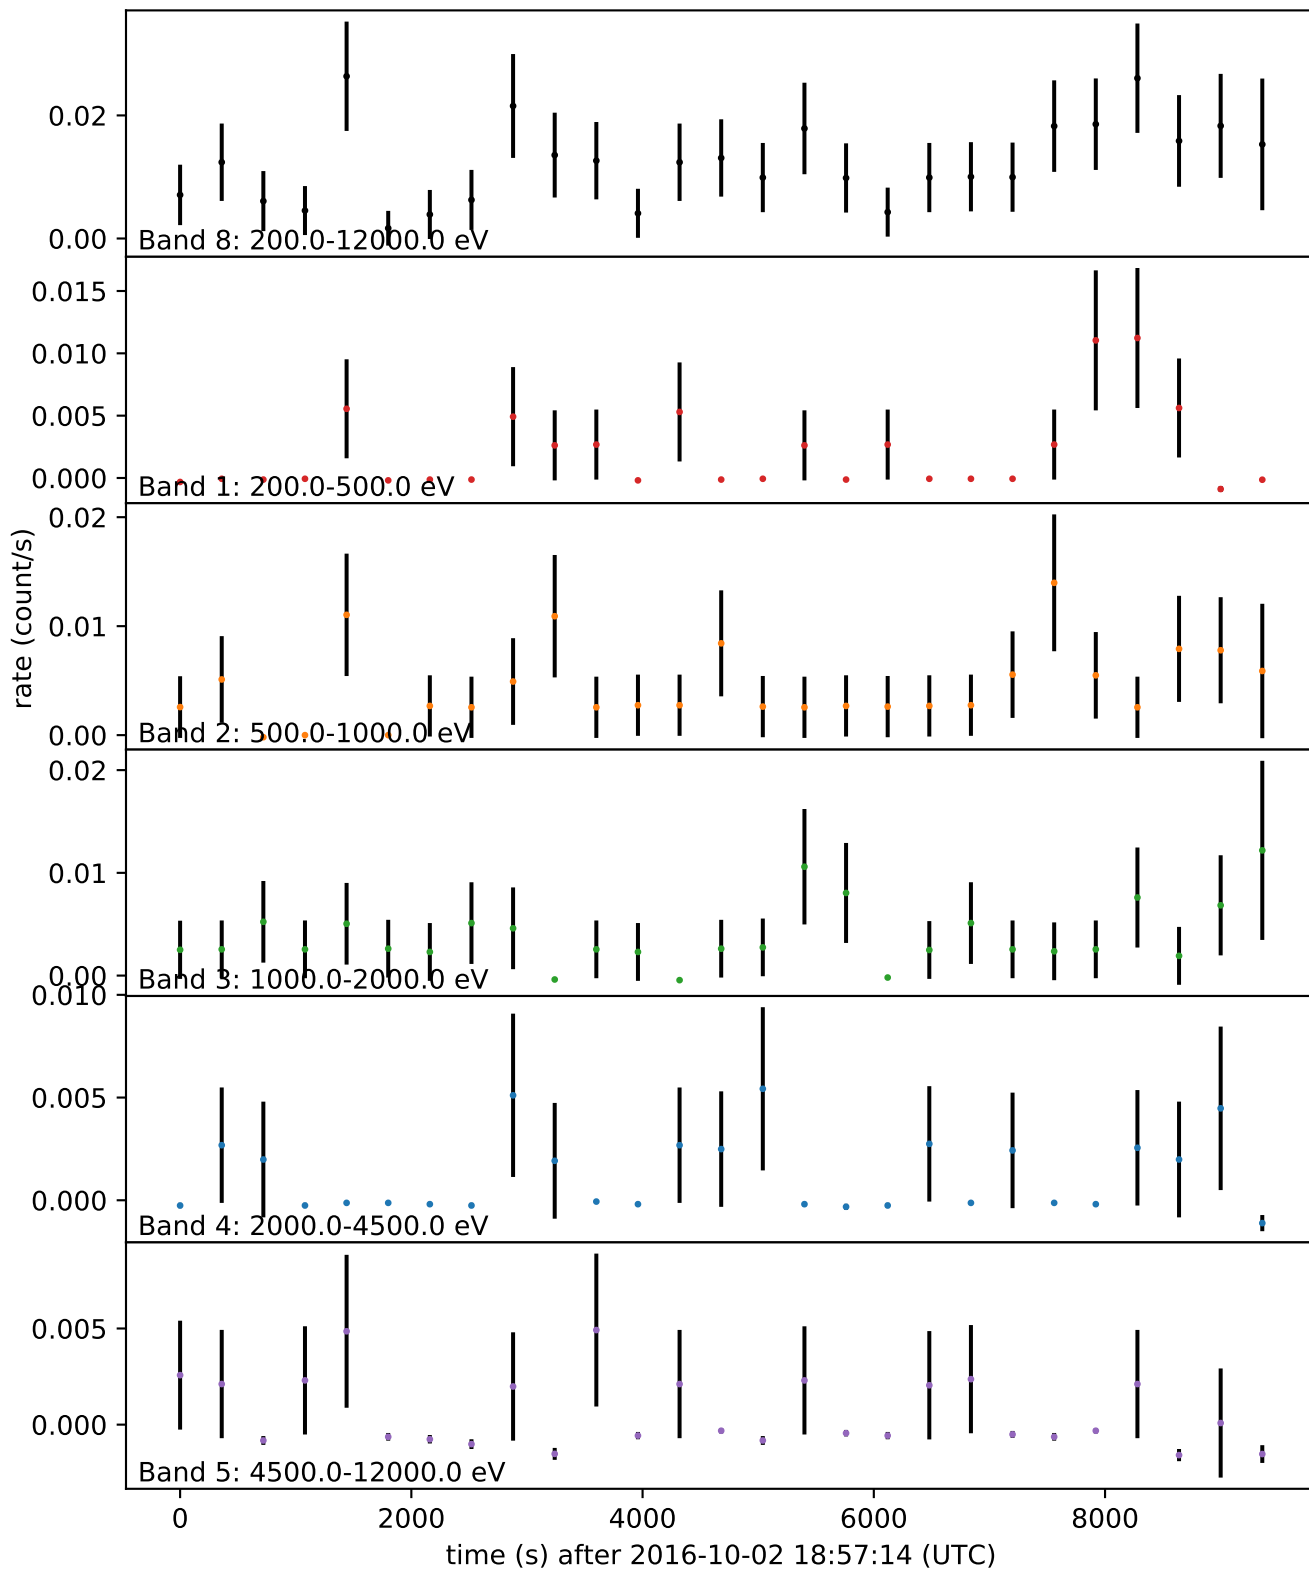 0.02
0.00
Band 8: 200.0-12000.0 eV
0.015
0.010
0.005
0.000
Band 1: 200.0-500.0 eV
rate (count/s)
0.02
0.01
0.00
Band 2: 500.0-1000.0 eV
0.02
0.01
0.00
Band 3: 1000.0-2000.0 eV
0.010
0.005
0.000
Band 4: 2000.0-4500.0 eV
0.005
0.000
Band 5: 4500.0-12000.0 eV
0 2000 4000 6000 8000
time (s) after 2016-10-02 18:57:14 (UTC)